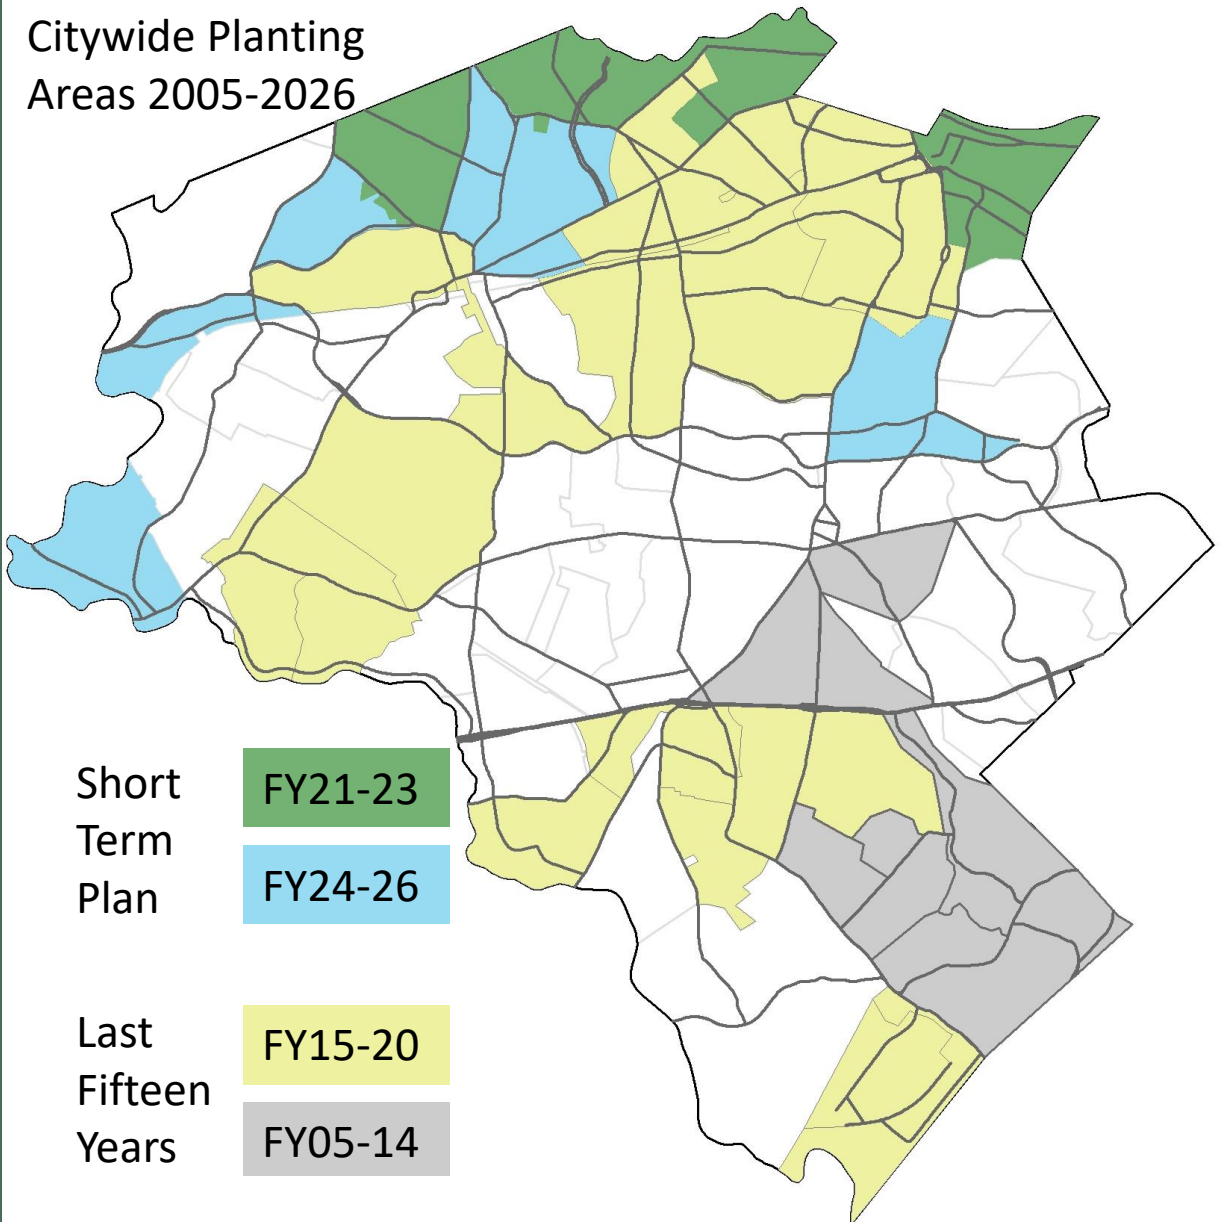 Citywide Planting
Areas 2005-2026
Short
Term
Plan
FY21-23
FY24-26
Last
Fifteen
Years
FY15-20
FY05-14